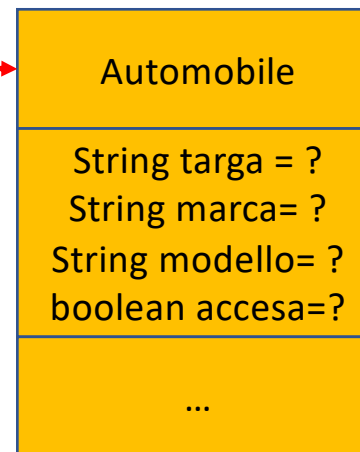 Automobile
String targa = ?
String marca= ?
String modello= ?
boolean accesa=?
...